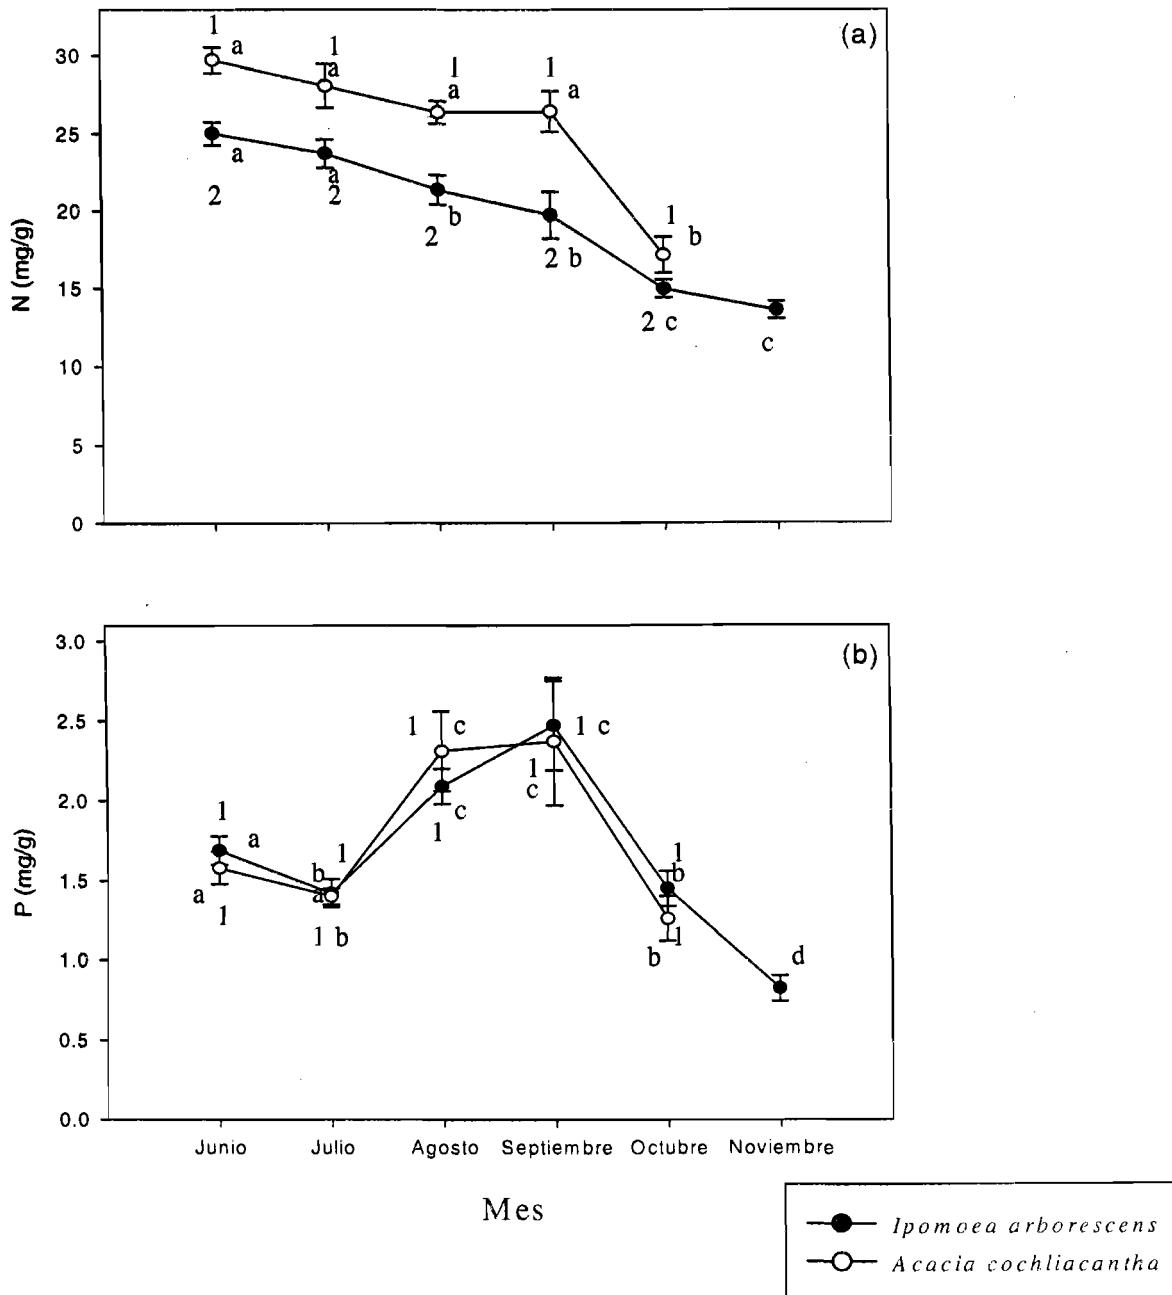 (a)
1 1 1 1
a a a a
30
25
a a b
2 2 2 2 b
1 b
20
15
2 c c
10
5
0
N (mg/g)
(b)
3.0
2.5
1 c 1 c
1
c
2.0
c
1
1 a
b 1
1.5
a a
1 1 b
1
b
b 1
1.0
d
0.5
0.0
P (mg/g)
Junio Julio Agosto Septiembre Octubre Noviembre
Mes
Ipomoea arborescens
Acacia cochliacantha